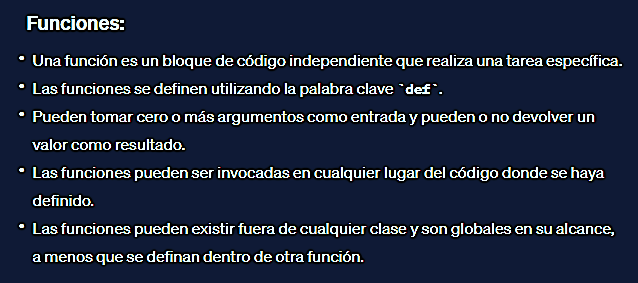 Funciones:
• Una función es un bloque de código independiente que realiza una tarea específica.
• Las funciones se definen utilizando la palabra clave `def`.
• Pueden tomar cero o más argumentos como entrada y pueden o no devolver un
valor como resultado.
• Las funciones pueden ser invocadas en cualquier lugar del código donde se haya
definido.
• Las funciones pueden existir fuera de cualquier clase y son globales en su alcance,
a menos que se definan dentro de otra función.